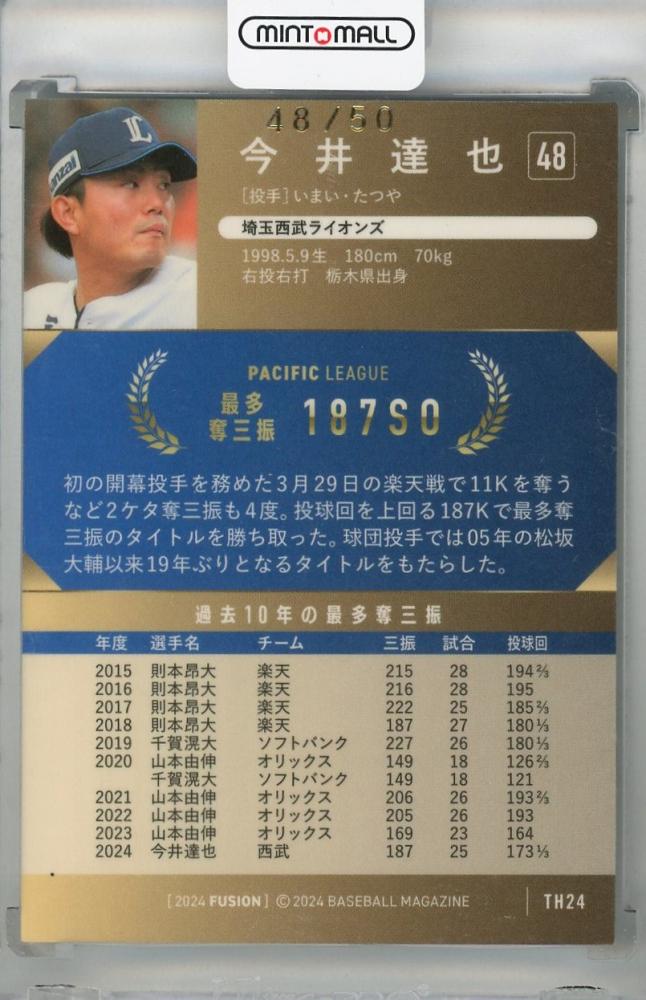 MINT MALL
48/50
今井達也 48
[投手]いまい・たつや
埼玉西武ライオンズ
1998.5.9生 180cm 70kg
右投右打 栃木県出身
PACIFIC LEAGUE
最多
奪三振 187SO
初の開幕投手を務めた3月29日の楽天戦で11Kを奪う
など2ケタ奪三振も4度。投球回を上回る187Kで最多奪
三振のタイトルを勝ち取った。球団投手では05年の松坂
大輔以来19年ぶりとなるタイトルをもたらした。
過去10年の最多奪三振
年度 選手名 チーム 三振 試合 投球回
2015 則本昂大 楽天 215 28 194⅔
2016 則本昂大 楽天 216 28 195
2017 則本昂大 楽天 222 25 185⅔
2018 則本昂大 楽天 187 27 180⅓
2019 千賀滉大 ソフトバンク 227 26 180⅓
2020 山本由伸 オリックス 149 18 126⅔
千賀滉大 ソフトバンク 149 18 121
2021 山本由伸 オリックス 206 26 193⅔
2022 山本由伸 オリックス 205 26 193
2023 山本由伸 オリックス 169 23 164
2024 今井達也 西武 187 25 173⅓
[2024 FUSION] ©2024 BASEBALL MAGAZINE TH24